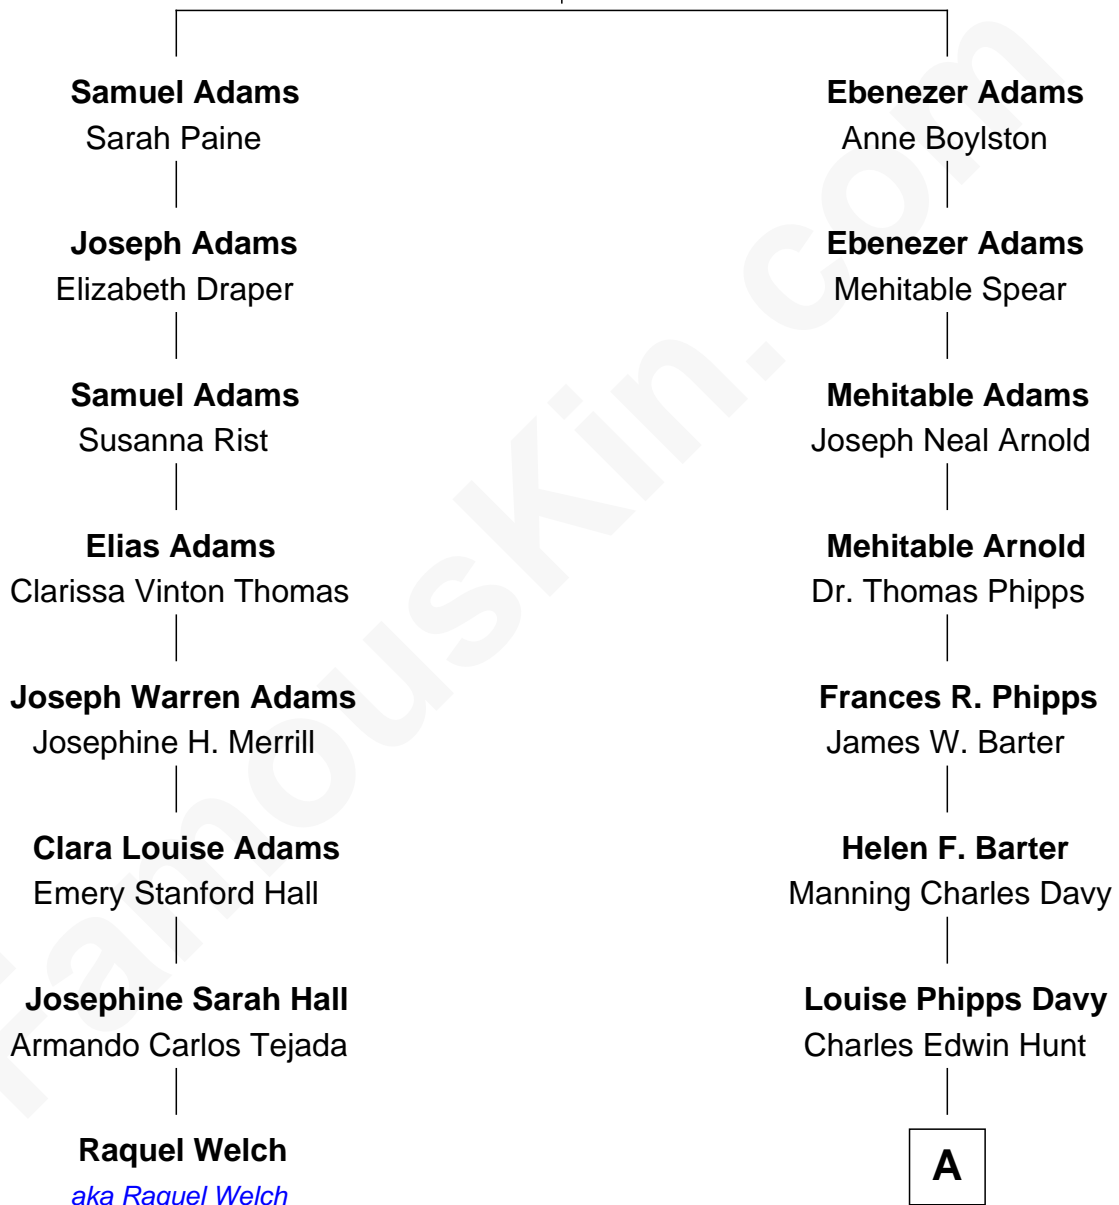 Samuel Adams
Sarah Paine
Joseph Adams
Elizabeth Draper
Samuel Adams
Susanna Rist
Elias Adams
Clarissa Vinton Thomas
Joseph Warren Adams
Josephine H. Merrill
Clara Louise Adams
Emery Stanford Hall
Josephine Sarah Hall
Armando Carlos Tejada
Raquel Welch
aka Raquel Welch
Ebenezer Adams
Anne Boylston
Ebenezer Adams
Mehitable Spear
Mehitable Adams
Joseph Neal Arnold
Mehitable Arnold
Dr. Thomas Phipps
Frances R. Phipps
James W. Barter
Helen F. Barter
Manning Charles Davy
Louise Phipps Davy
Charles Edwin Hunt
A
FamousKin.com